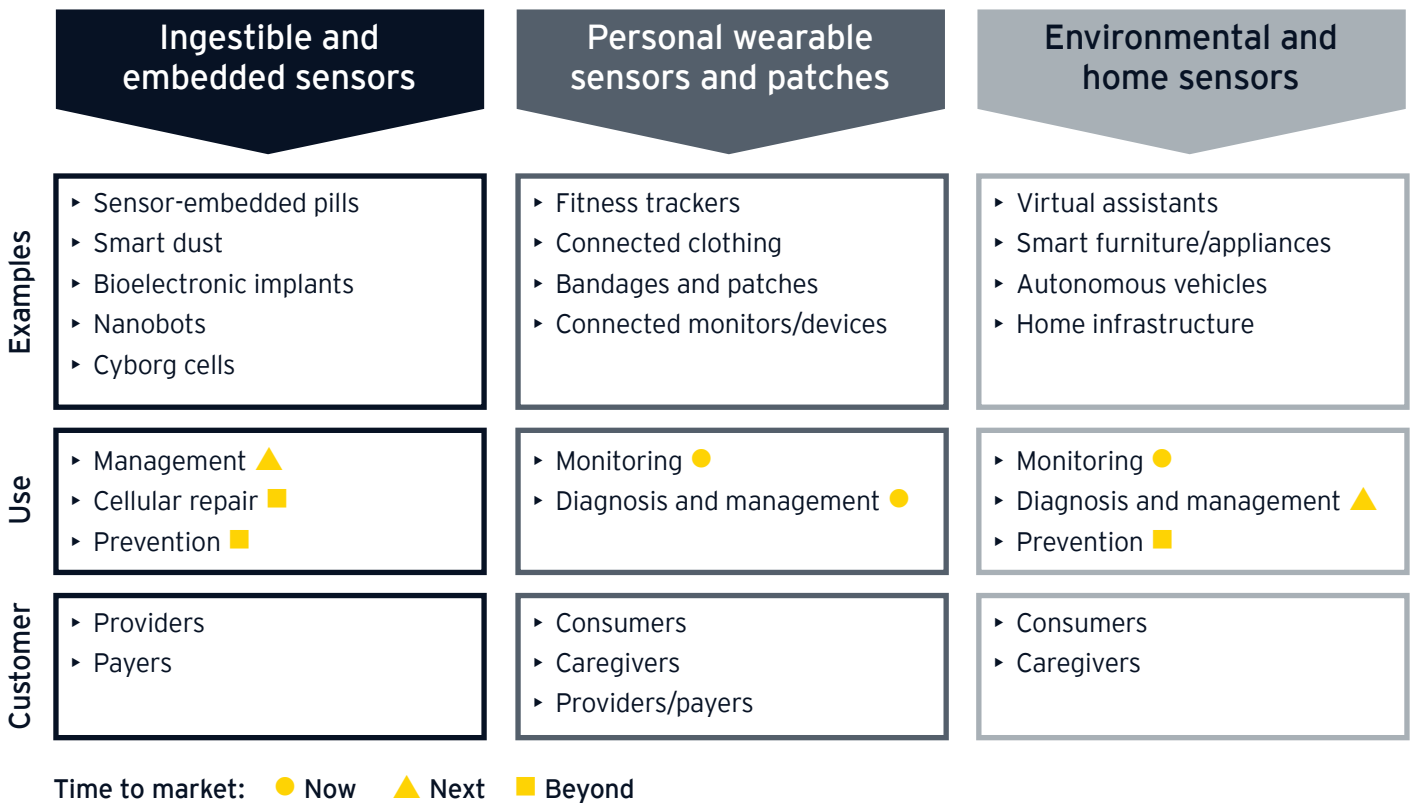 Ingestible and
embedded sensors
Personal wearable
sensors and patches
Environmental and
home sensors
Examples
‣ Sensor-embedded pills
‣ Smart dust
‣ Bioelectronic implants
‣ Nanobots
‣ Cyborg cells
‣ Fitness trackers
‣ Connected clothing
‣ Bandages and patches
‣ Connected monitors/devices
‣ Virtual assistants
‣ Smart furniture/appliances
‣ Autonomous vehicles
‣ Home infrastructure
Use
‣ Management
‣ Cellular repair
‣ Prevention
‣ Monitoring
‣ Diagnosis and management
‣ Monitoring
‣ Diagnosis and management
‣ Prevention
Customer
‣ Providers
‣ Payers
‣ Consumers
‣ Caregivers
‣ Providers/payers
‣ Consumers
‣ Caregivers
Time to market: Now Next Beyond